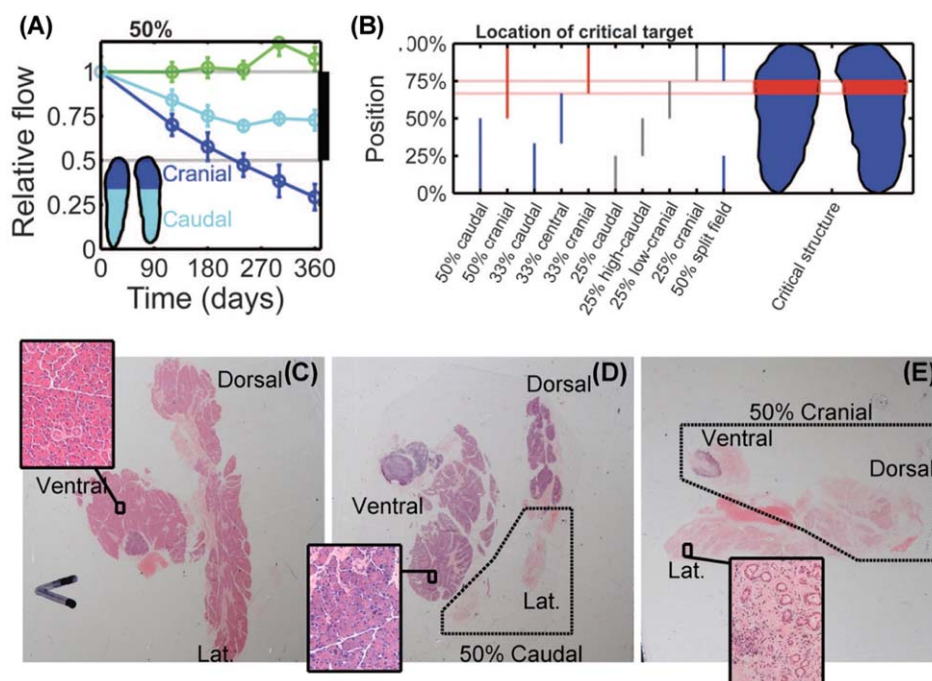 (A)
50%
1
0.75
0.5
0.25
0
0 90 180 270 360
Relative flow
Time (days)
Cranial
Caudal
(B)
Location of critical target
.00%
75%
50%
25%
0%
Position
50% caudal
50% cranial
33% caudal
33% central
33% cranial
25% caudal
25% high-caudal
25% low-cranial
25% cranial
50% split field
Critical structure
(C)
Dorsal
Ventral
Lat.
(D)
Dorsal
Ventral
Lat.
50% Caudal
(E)
50% Cranial
Ventral
Dorsal
Lat.